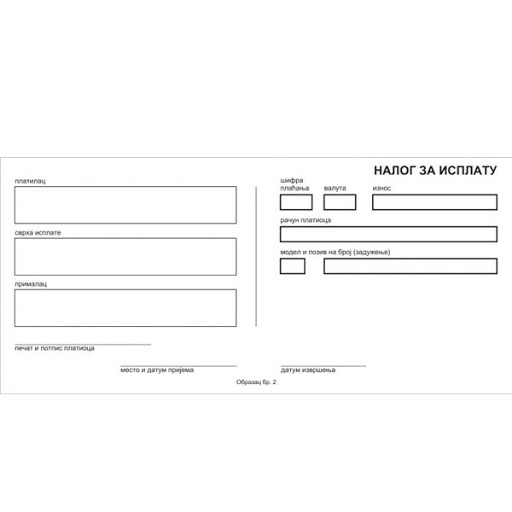 НАЛОГ ЗА ИСПЛАТУ
платилац
сврха исплате
прималац
печат и потпис платиоца
место и датум пријема
шифра
плаћања
валута
износ
рачун платиоца
модел и позив на број (задужење)
датум извршења
Образац бр. 2